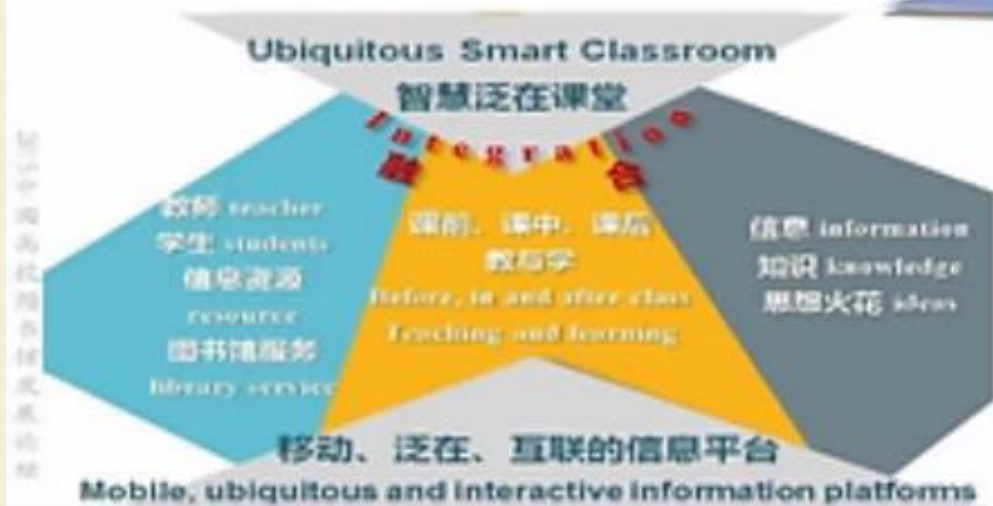 Ubiquitous Smart Classroom
智慧泛在课堂
Integration
融合
教师 teacher
学生 students
信息资源
resource
图书馆服务
library service
课前、课中、课后
教与学
Before, in and after class
Teaching and learning
信息 information
知识 knowledge
思想火花 ideas
移动、泛在、互联的信息平台
Mobile, ubiquitous and interactive information platforms